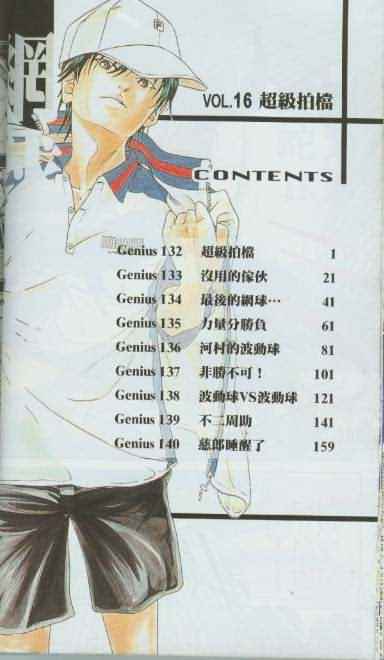 網
VOL.16 超級拍檔
CONTENTS
Genius 132 超級拍檔 1
Genius 133 沒用的傢伙 21
Genius 134 最後的網球… 41
Genius 135 力量分勝負 61
Genius 136 河村的波動球 81
Genius 137 非勝不可！ 101
Genius 138 波動球VS波動球 121
Genius 139 不二周助 141
Genius 140 慈郎睡醒了 159